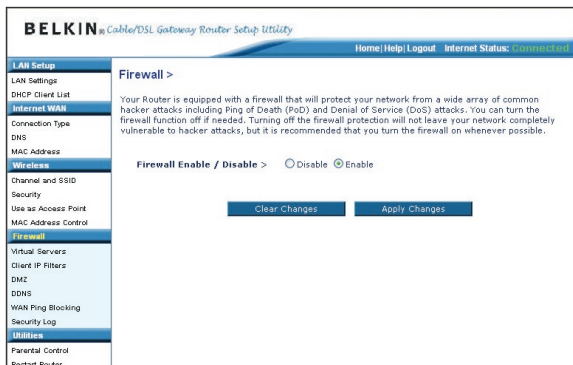 BELKIN® Cable/DSL Gateway Router Setup Utility
Home|Help|Logout Internet Status: Connected
LAN Setup
LAN Settings
DHCP Client List
Internet WAN
Connection Type
DNS
MAC Address
Wireless
Channel and SSID
Security
Use as Access Point
MAC Address Control
Firewall
Virtual Servers
Client IP Filters
DMZ
DDNS
WAN Ping Blocking
Security Log
Utilities
Parental Control
Restart Router
Firewall >
Your Router is equipped with a firewall that will protect your network from a wide array of common
hacker attacks including Ping of Death (PoD) and Denial of Service (DoS) attacks. You can turn the
firewall function off if needed. Turning off the firewall protection will not leave your network completely
vulnerable to hacker attacks, but it is recommended that you turn the firewall on whenever possible.
Firewall Enable / Disable > Disable Enable
Clear Changes Apply Changes